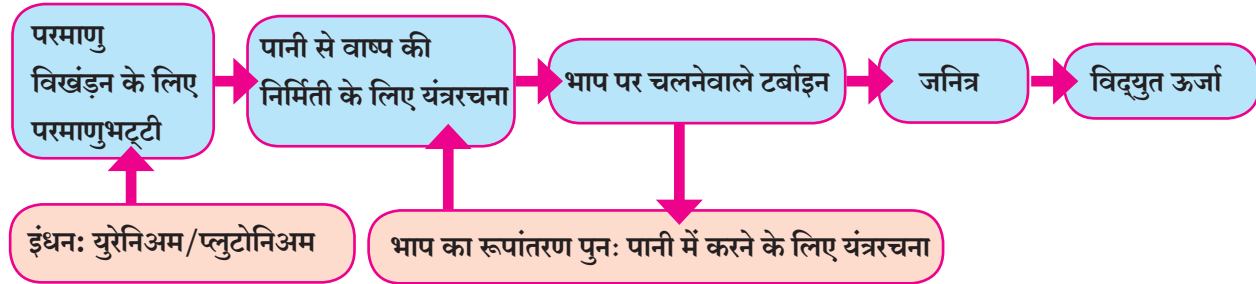 परमाणु
विखंड़न के लिए
परमाणुभट्‌टी
पानी से वाष्प की
निर्मिती के लिए यंत्ररचना
भाप पर चलनेवाले टर्बाइन
जनित्र
विद्‌युत ऊर्जा
इंधन: युरेनिअम/प्लुटोनिअम
भाप का रूपांतरण पुनः पानी में करने के लिए यंत्ररचना